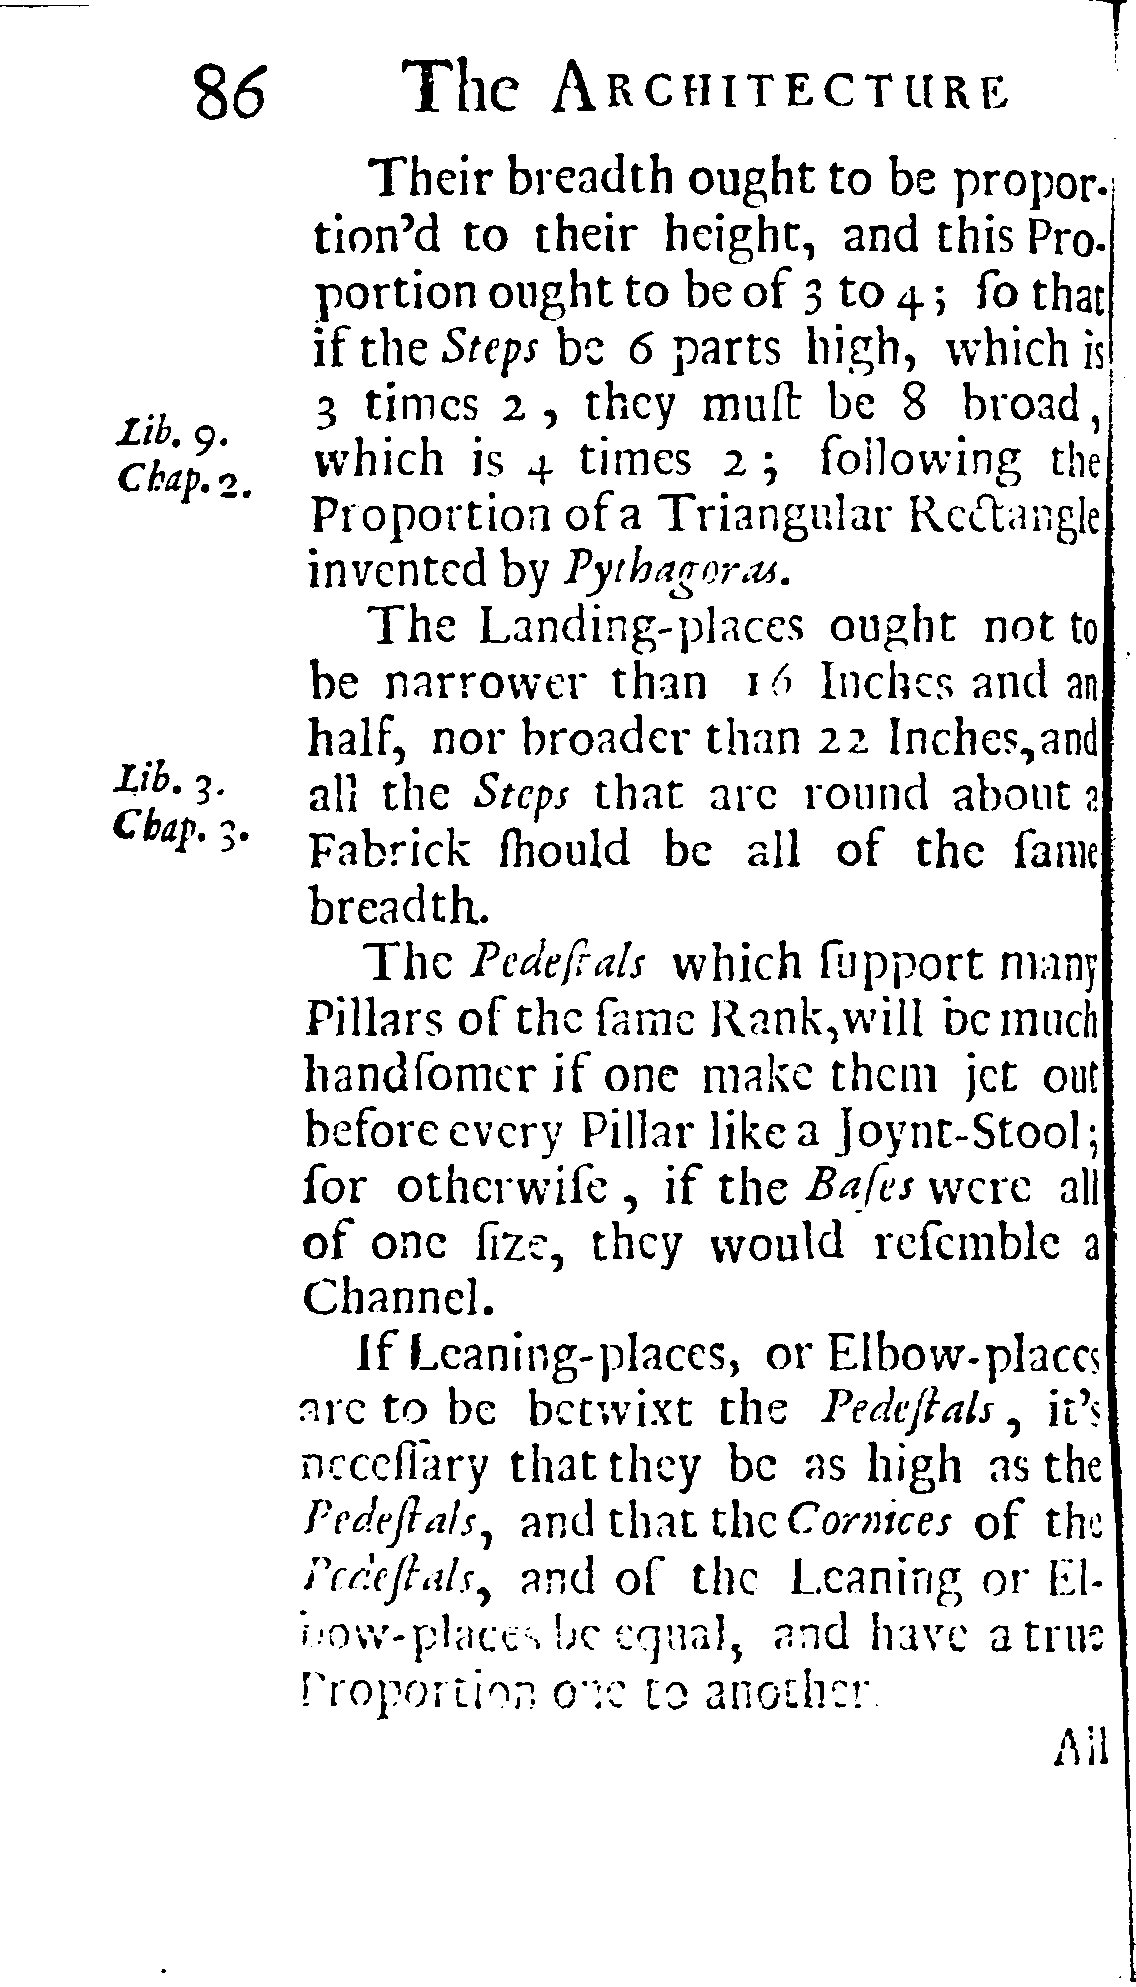 86 The ARCHITECTURE
Their breadth ought to be propor-
tion'd to their height, and this Pro-
portion ought to be of 3 to 4; ſo that
if the Steps be 6 parts high, which is
3 times 2, they muſt be 8 broad,
Lib. 9.
which is 4 times 2; following the
Chap. 2.
Proportion of a Triangular Rectangle
invented by Pythagoras.
The Landing-places ought not to
be narrower than 16 Inches and an
half, nor broader than 22 Inches, and
Lib. 3.
all the Steps that are round about a
Chap. 3.
Fabrick ſhould be all of the ſame
breadth.
The Pedeſtals which ſupport many
Pillars of the ſame Rank, will be much
handſomer if one make them jet out
before every Pillar like a Joynt-Stool;
for otherwiſe, if the Baſes were all
of one ſize, they would reſemble a
Channel.
If Leaning-places, or Elbow-places
are to be betwixt the Pedeſtals, it's
neceſſary that they be as high as the
Pedeſtals, and that the Cornices of the
Pedeſtals, and of the Leaning or El-
bow-places be equal, and have a true
Proportion one to another.
All